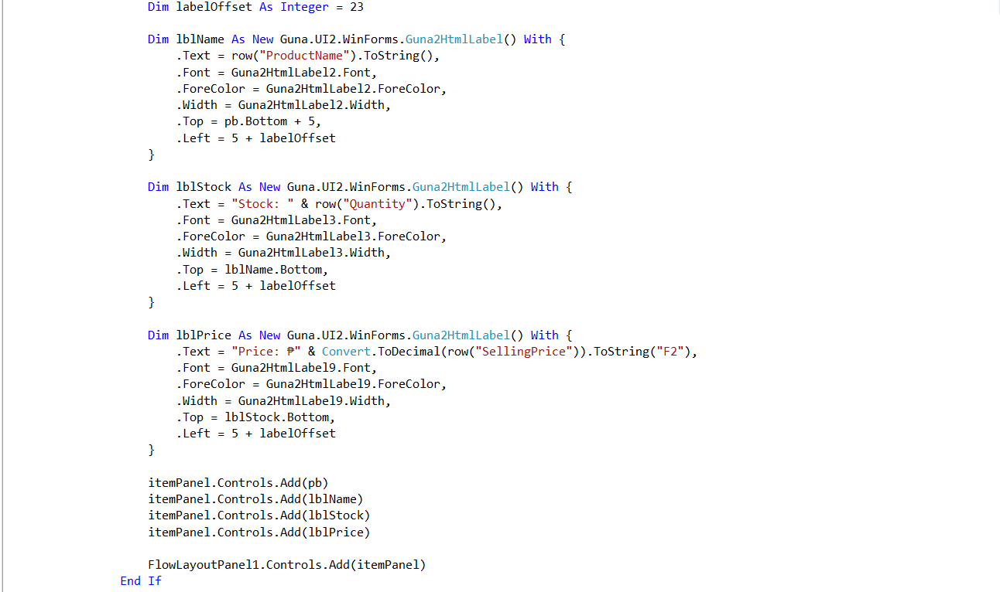 Dim labelOffset As Integer = 23
Dim lblName As New Guna.UI2.WinForms.Guna2HtmlLabel() With {
.Text = row("ProductName").ToString(),
.Font = Guna2HtmlLabel2.Font,
.ForeColor = Guna2HtmlLabel2.ForeColor,
.Width = Guna2HtmlLabel2.Width,
.Top = pb.Bottom + 5,
.Left = 5 + labelOffset
}
Dim lblStock As New Guna.UI2.WinForms.Guna2HtmlLabel() With {
.Text = "Stock: " & row("Quantity").ToString(),
.Font = Guna2HtmlLabel3.Font,
.ForeColor = Guna2HtmlLabel3.ForeColor,
.Width = Guna2HtmlLabel3.Width,
.Top = lblName.Bottom,
.Left = 5 + labelOffset
}
Dim lblPrice As New Guna.UI2.WinForms.Guna2HtmlLabel() With {
.Text = "Price: ₱" & Convert.ToDecimal(row("SellingPrice")).ToString("F2"),
.Font = Guna2HtmlLabel9.Font,
.ForeColor = Guna2HtmlLabel9.ForeColor,
.Width = Guna2HtmlLabel9.Width,
.Top = lblStock.Bottom,
.Left = 5 + labelOffset
}
itemPanel.Controls.Add(pb)
itemPanel.Controls.Add(lblName)
itemPanel.Controls.Add(lblStock)
itemPanel.Controls.Add(lblPrice)
FlowLayoutPanel1.Controls.Add(itemPanel)
End If